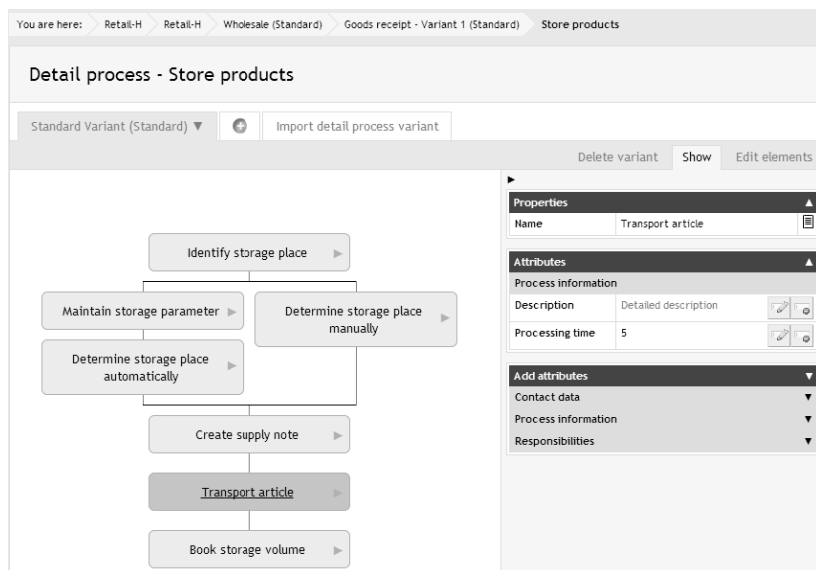 You are here: Retail-H Retail-H Wholesale (Standard) Goods receipt - Variant 1 (Standard) Store products
Detail process - Store products
Standard Variant (Standard) ▼ Import detail process variant
Delete variant Show Edit elements
Identify storage place
Maintain storage parameter
Determine storage place
manually
Determine storage place
automatically
Create supply note
Transport article
Book storage volume
Properties
Name Transport article
Attributes
Process information
Description Detailed description
Processing time 5
Add attributes
Contact data
Process information
Responsibilities